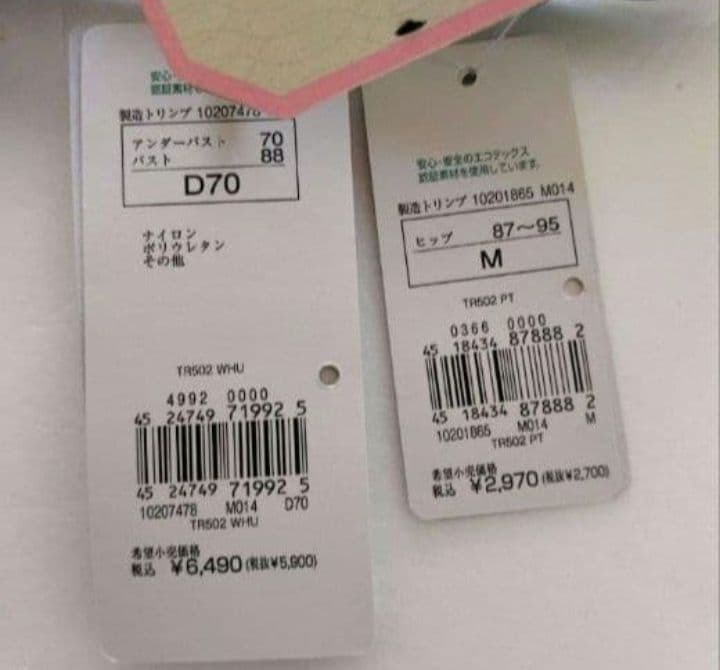 安心・
認証素材
製造トリンプ 10207478
アンダーバスト 70
バスト 88
D70
ナイロン
ポリウレタン
その他
TR502 WHU
4992 0000
45 24749 71992 5
45 24749 71992 5
10207478 M014 D70
TR502 WHU
希望小売価格
税込 ¥6,490(税抜¥5,900)
安心・安全のエコテックス
認証素材を使用しています.
製造トリンプ 10201865 M014
ヒップ 87〜95
M
TR502 PT
0366 0000
45 18434 87888 2
45 18434 87888 2
10201865 M014 M
TR502 PT
希望小売価格
税込 ¥2,970(税抜¥2,700)